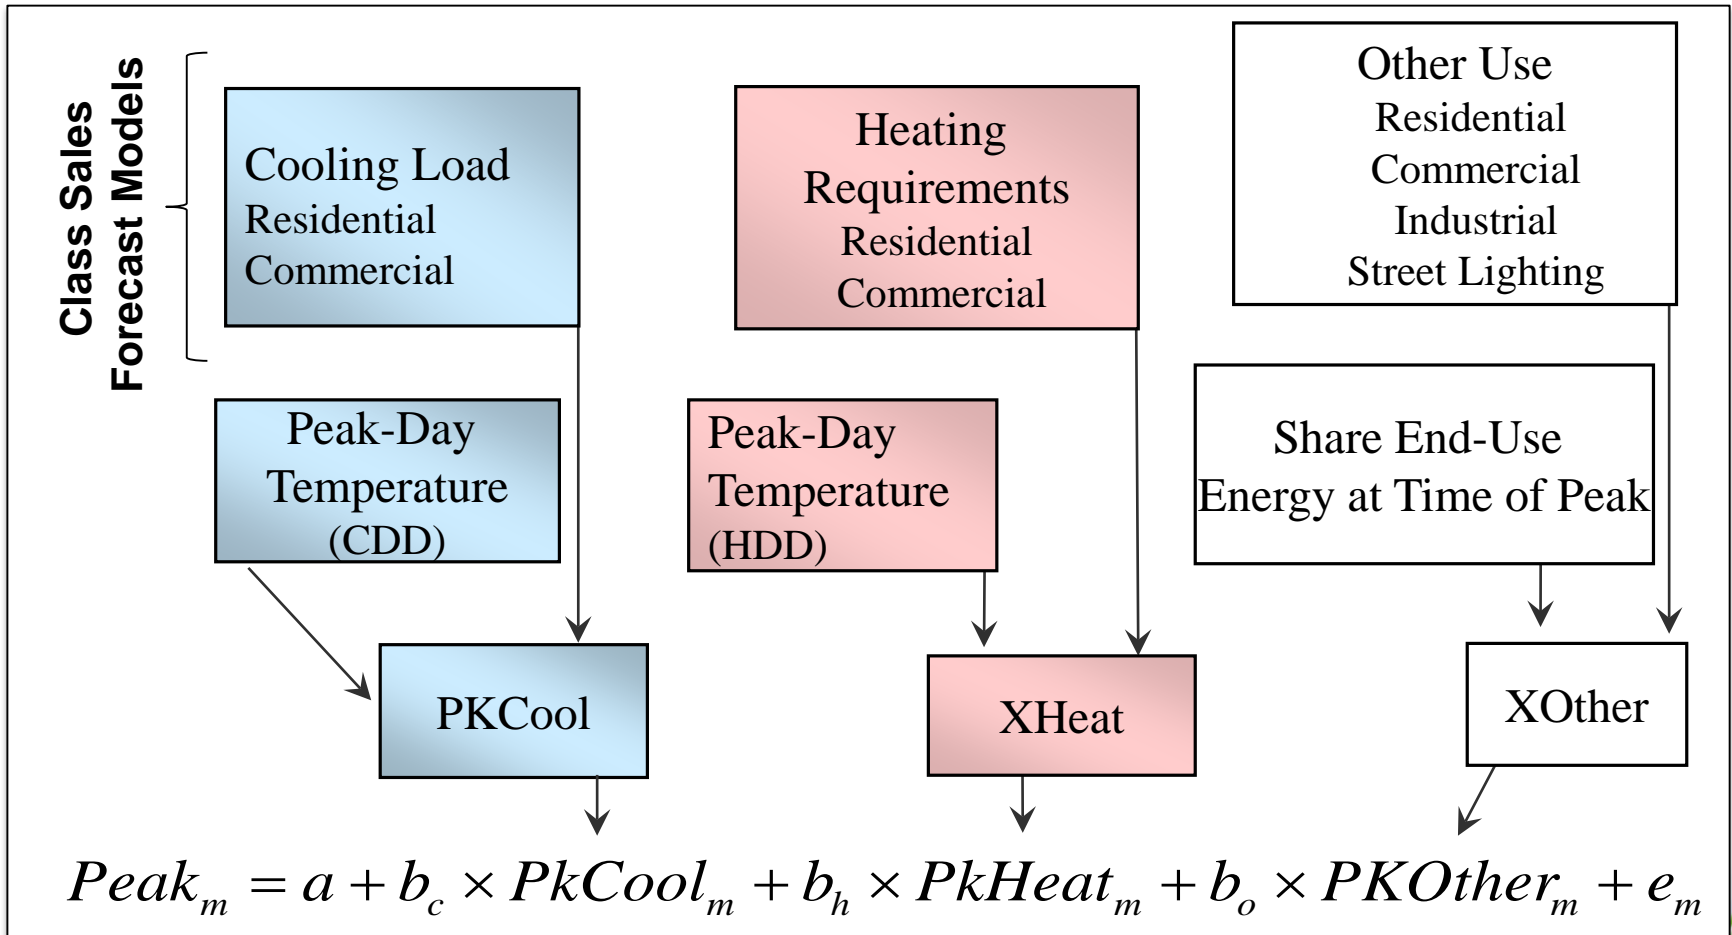 Class Sales
Forecast Models
Cooling Load
Residential
Commercial
Heating
Requirements
Residential
Commercial
Other Use
Residential
Commercial
Industrial
Street Lighting
Peak-Day
Temperature
(CDD)
Peak-Day
Temperature
(HDD)
Share End-Use
Energy at Time of Peak
PKCool
XHeat
XOther
Peak_m = a + b_c × PkCool_m + b_h × PkHeat_m + b_o × PKOther_m + e_m